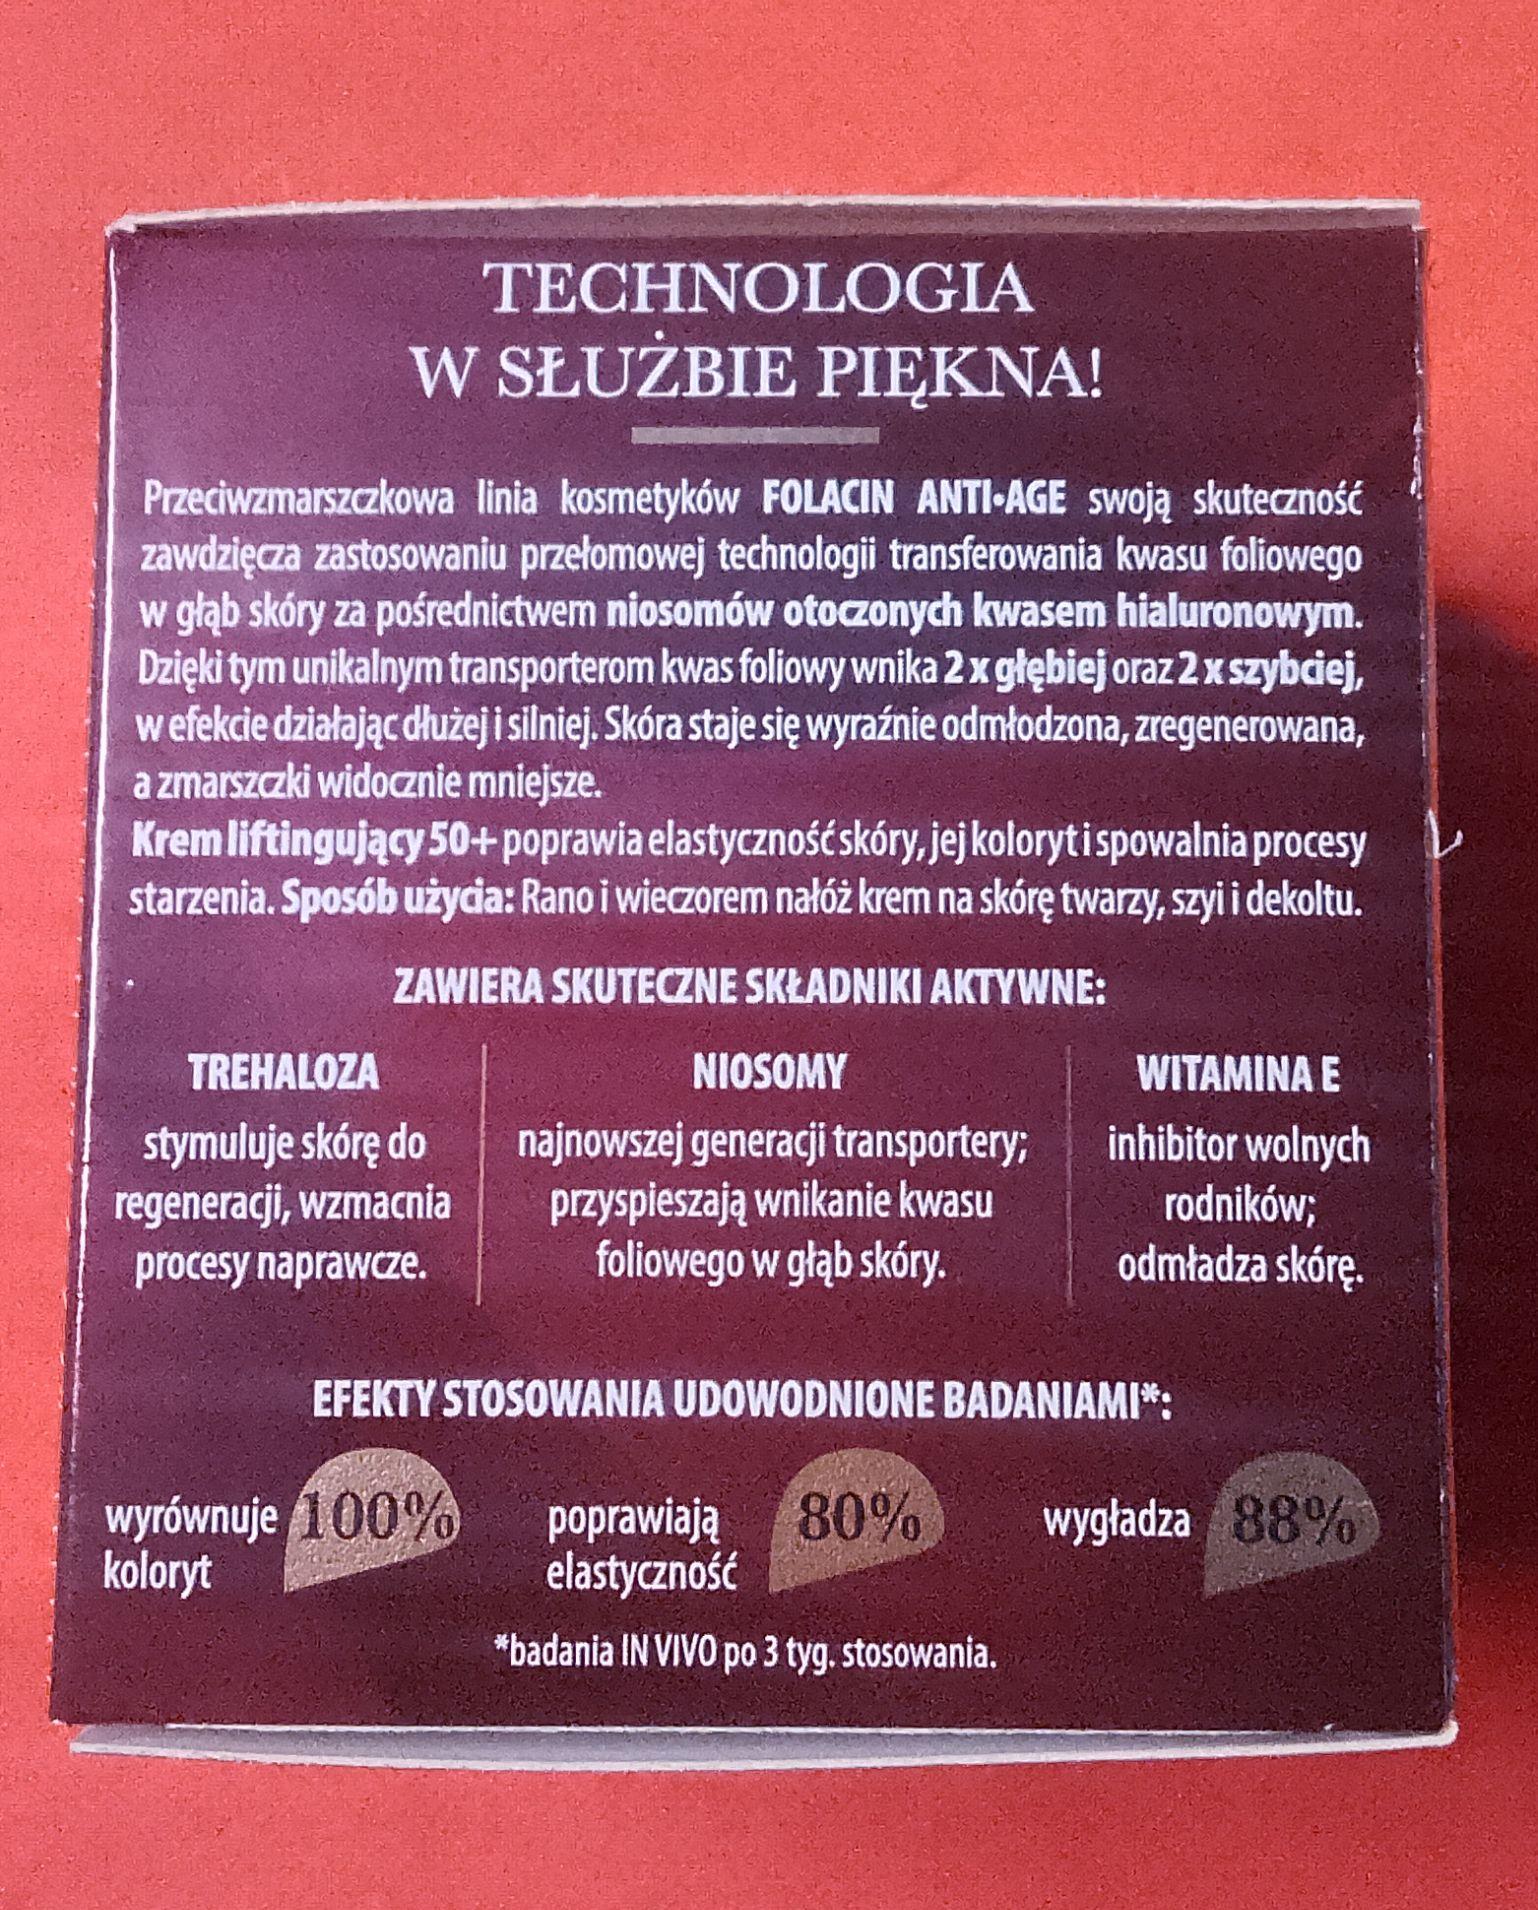 TECHNOLOGIA
W SŁUŻBIE PIĘKNA!
Przeciwzmarszczkowa linia kosmetyków FOLACIN ANTI•AGE swoją skuteczność
zawdzięcza zastosowaniu przełomowej technologii transferowania kwasu foliowego
w głąb skóry za pośrednictwem niosomów otoczonych kwasem hialuronowym.
Dzięki tym unikalnym transporterom kwas foliowy wnika 2 x głębiej oraz 2 x szybciej,
w efekcie działając dłużej i silniej. Skóra staje się wyraźnie odmłodzona, zregenerowana,
a zmarszczki widocznie mniejsze.
Krem liftingujący 50+ poprawia elastyczność skóry, jej koloryt i spowalnia procesy
starzenia. Sposób użycia: Rano i wieczorem nałóż krem na skórę twarzy, szyi i dekoltu.
ZAWIERA SKUTECZNE SKŁADNIKI AKTYWNE:
TREHALOZA
stymuluje skórę do
regeneracji, wzmacnia
procesy naprawcze.
NIOSOMY
najnowszej generacji transportery;
przyspieszają wnikanie kwasu
foliowego w głąb skóry.
WITAMINA E
inhibitor wolnych
rodników;
odmładza skórę.
EFEKTY STOSOWANIA UDOWODNIONE BADANIAMI*:
wyrównuje 100%
koloryt
poprawiają 80%
elastyczność
wygładza 88%
*badania IN VIVO po 3 tyg. stosowania.